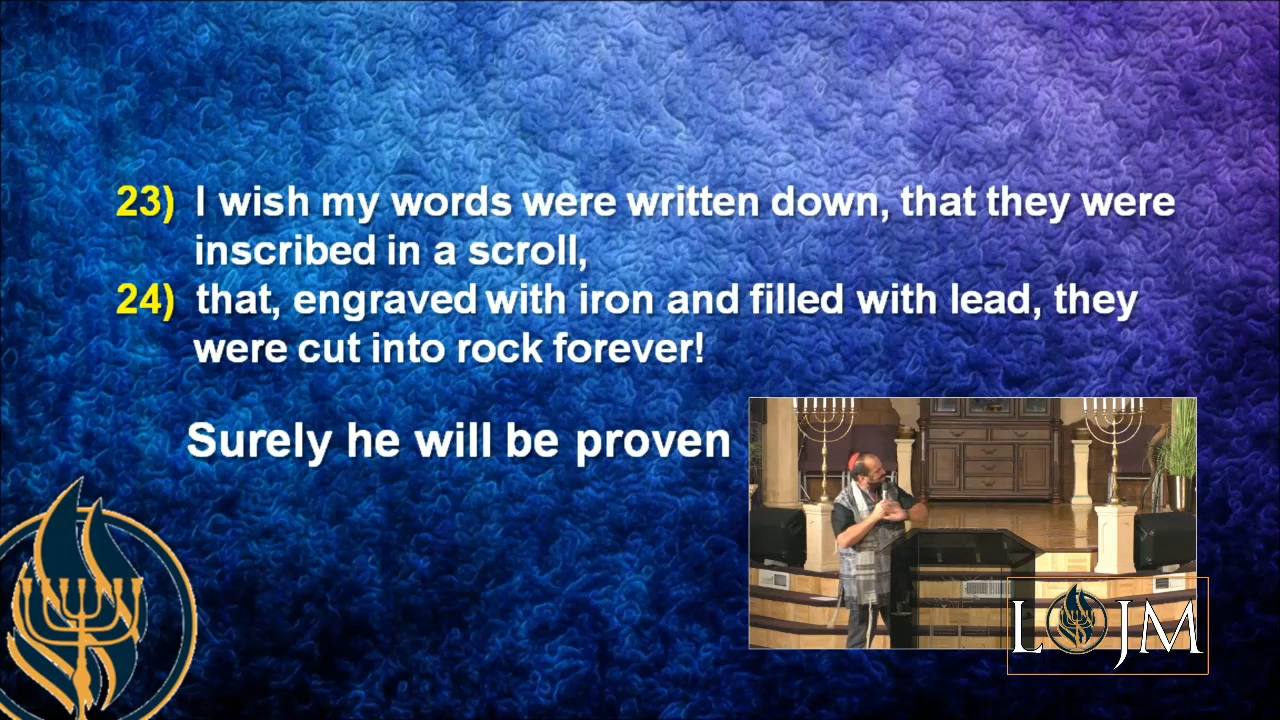 23) I wish my words were written down, that they were
inscribed in a scroll,
24) that, engraved with iron and filled with lead, they
were cut into rock forever!
Surely he will be proven
LOJM